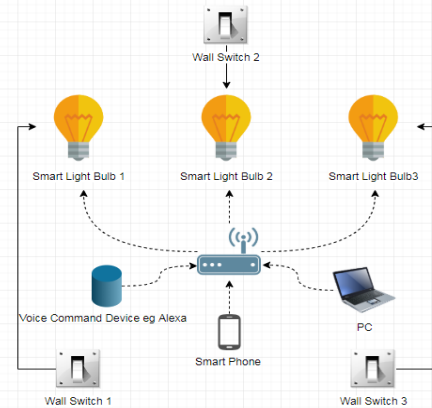 Wall Switch 2
Smart Light Bulb 1
Smart Light Bulb 2
Smart Light Bulb3
Voice Command Device eg Alexa
PC
Smart Phone
Wall Switch 1
Wall Switch 3